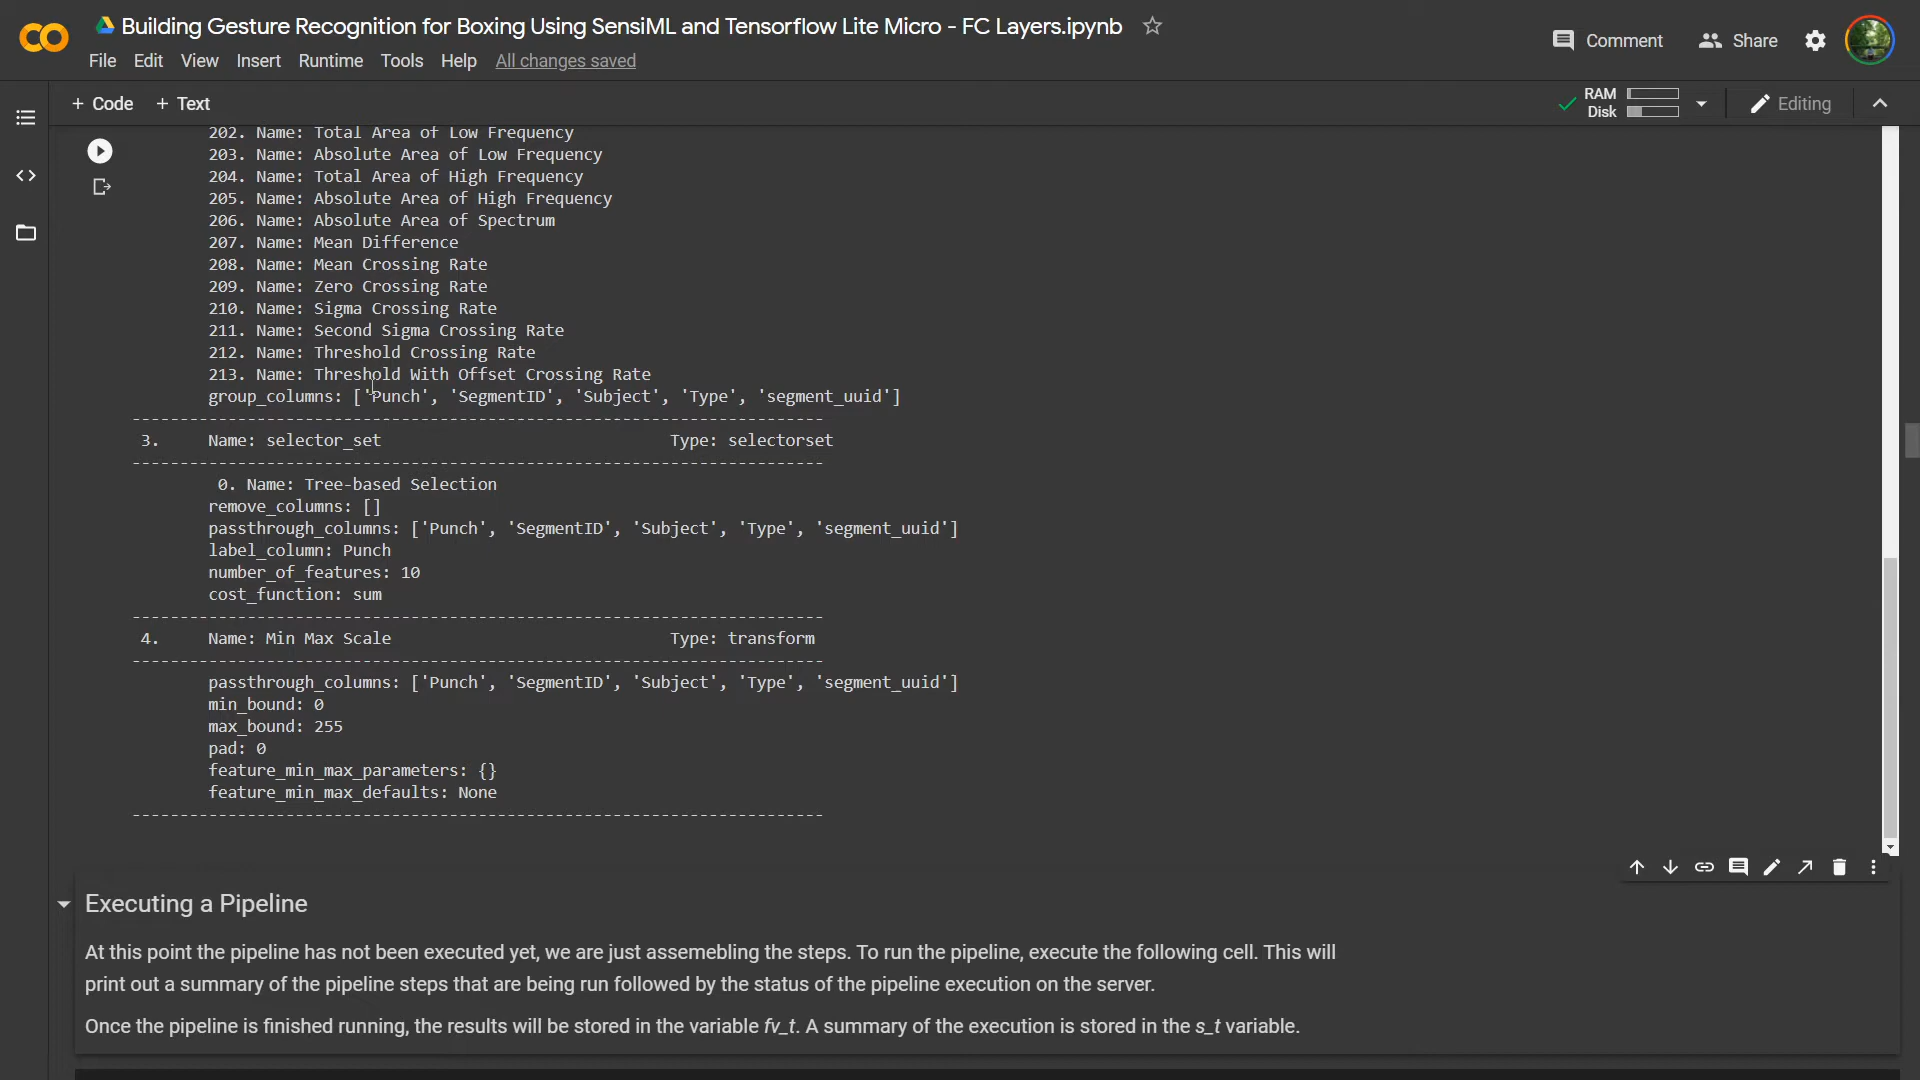 Building Gesture Recognition for Boxing Using SensiML and Tensorflow Lite Micro - FC Layers.ipynb
File Edit View Insert Runtime Tools Help All changes saved
Comment Share
+ Code + Text
RAM
Disk
Editing
202. Name: Total Area of Low Frequency
203. Name: Absolute Area of Low Frequency
204. Name: Total Area of High Frequency
205. Name: Absolute Area of High Frequency
206. Name: Absolute Area of Spectrum
207. Name: Mean Difference
208. Name: Mean Crossing Rate
209. Name: Zero Crossing Rate
210. Name: Sigma Crossing Rate
211. Name: Second Sigma Crossing Rate
212. Name: Threshold Crossing Rate
213. Name: Threshold With Offset Crossing Rate
group_columns: ['Punch', 'SegmentID', 'Subject', 'Type', 'segment_uuid']
------------------------------------------------------------------------
3. Name: selector_set Type: selectorset
------------------------------------------------------------------------
0. Name: Tree-based Selection
remove_columns: []
passthrough_columns: ['Punch', 'SegmentID', 'Subject', 'Type', 'segment_uuid']
label_column: Punch
number_of_features: 10
cost_function: sum
------------------------------------------------------------------------
4. Name: Min Max Scale Type: transform
------------------------------------------------------------------------
passthrough_columns: ['Punch', 'SegmentID', 'Subject', 'Type', 'segment_uuid']
min_bound: 0
max_bound: 255
pad: 0
feature_min_max_parameters: {}
feature_min_max_defaults: None
------------------------------------------------------------------------
Executing a Pipeline
At this point the pipeline has not been executed yet, we are just assemebling the steps. To run the pipeline, execute the following cell. This will
print out a summary of the pipeline steps that are being run followed by the status of the pipeline execution on the server.
Once the pipeline is finished running, the results will be stored in the variable fv_t. A summary of the execution is stored in the s_t variable.